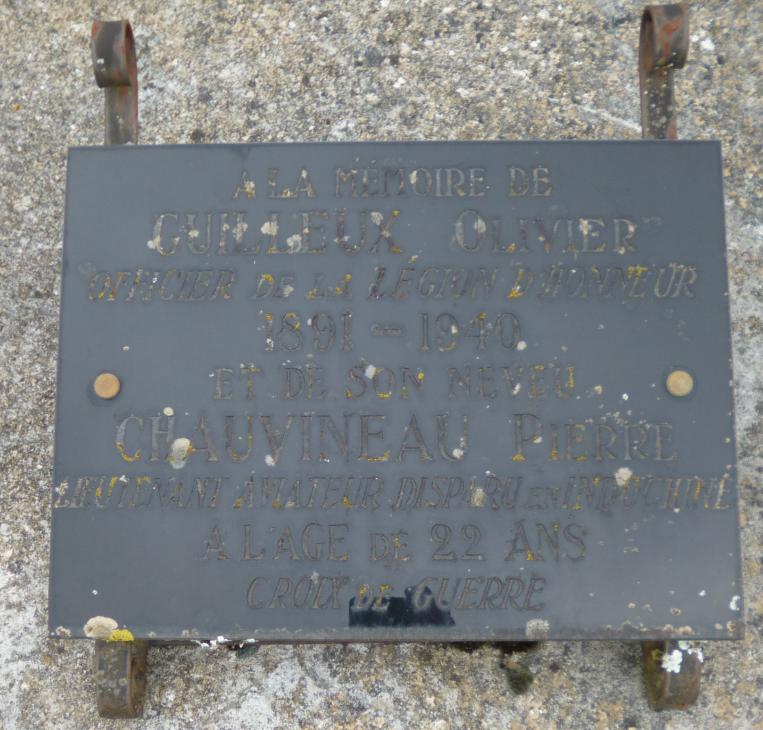 A LA MÉMOIRE DE
GUILLEUX OLIVIER
OFFICIER DE LA LEGION D'HONNEUR
1891 - 1940
ET DE SON NEVEU
CHAUVINEAU PIERRE
LIEUTENANT AVIATEUR DISPARU EN INDOCHINE
A L'AGE DE 22 ANS
CROIX DE GUERRE